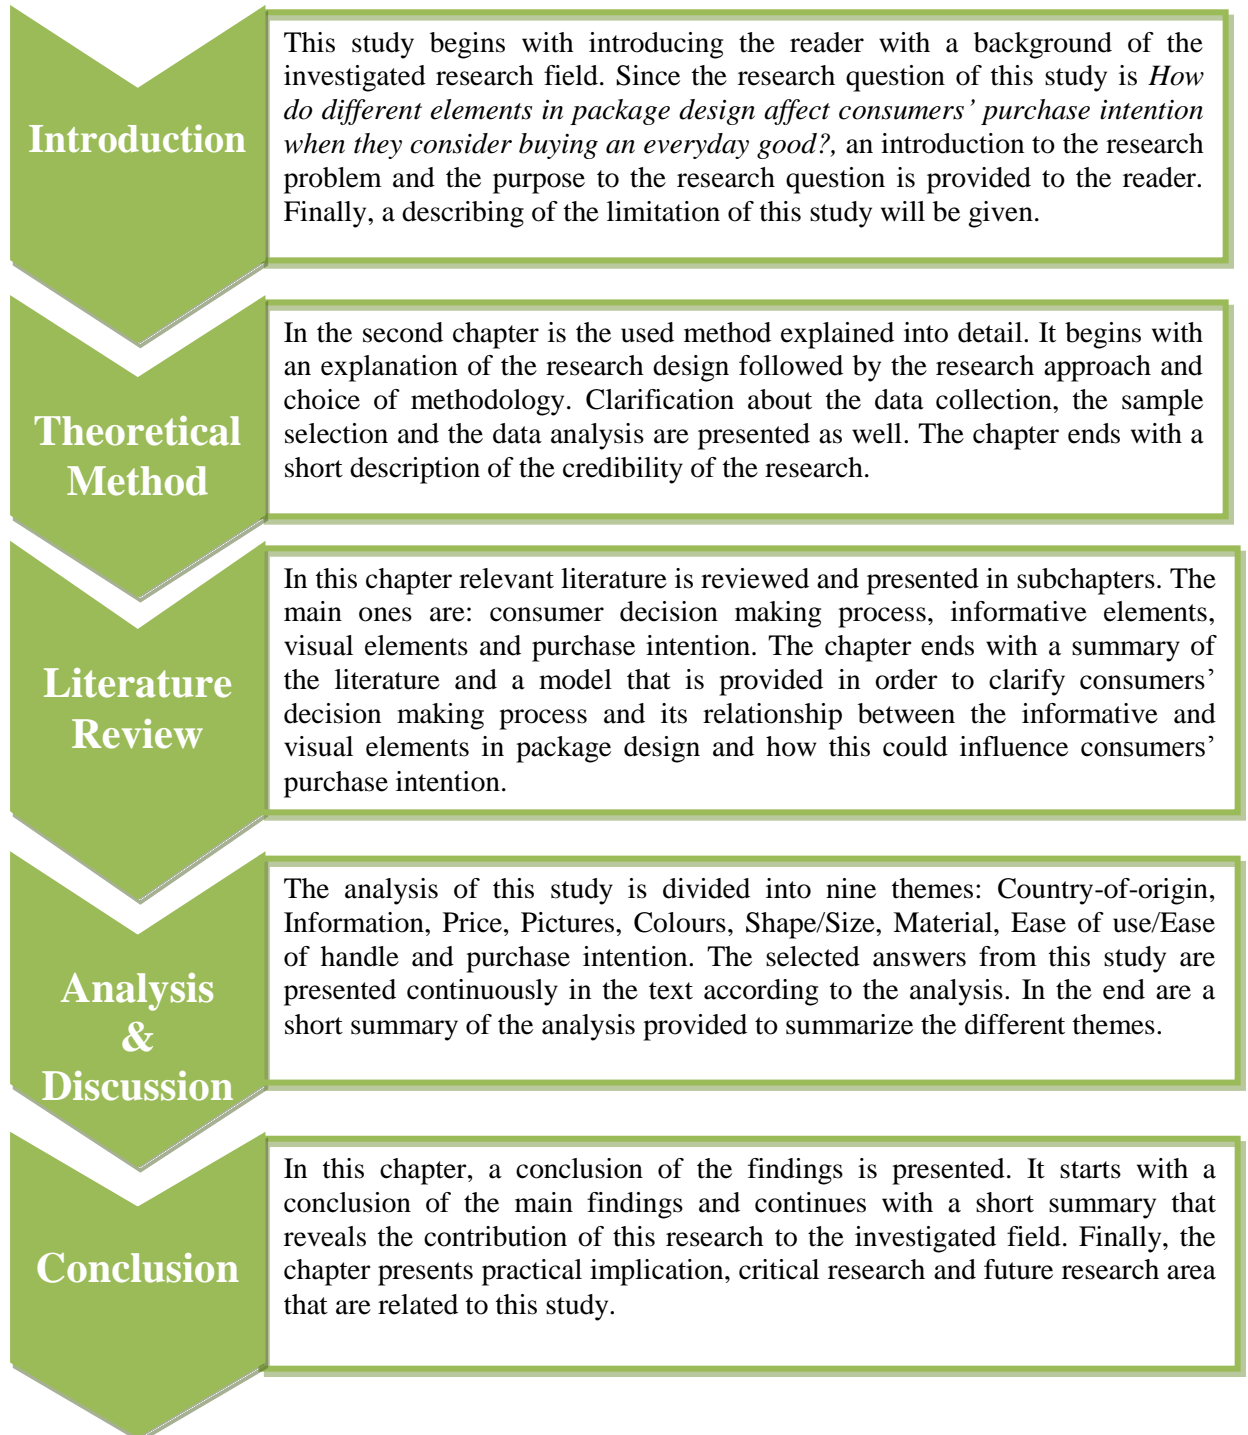 Introduction
This study begins with introducing the reader with a background of the
investigated research field. Since the research question of this study is How
do different elements in package design affect consumers’ purchase intention
when they consider buying an everyday good?, an introduction to the research
problem and the purpose to the research question is provided to the reader.
Finally, a describing of the limitation of this study will be given.
Theoretical
Method
In the second chapter is the used method explained into detail. It begins with
an explanation of the research design followed by the research approach and
choice of methodology. Clarification about the data collection, the sample
selection and the data analysis are presented as well. The chapter ends with a
short description of the credibility of the research.
Literature
Review
In this chapter relevant literature is reviewed and presented in subchapters. The
main ones are: consumer decision making process, informative elements,
visual elements and purchase intention. The chapter ends with a summary of
the literature and a model that is provided in order to clarify consumers’
decision making process and its relationship between the informative and
visual elements in package design and how this could influence consumers’
purchase intention.
Analysis
&
Discussion
The analysis of this study is divided into nine themes: Country-of-origin,
Information, Price, Pictures, Colours, Shape/Size, Material, Ease of use/Ease
of handle and purchase intention. The selected answers from this study are
presented continuously in the text according to the analysis. In the end are a
short summary of the analysis provided to summarize the different themes.
Conclusion
In this chapter, a conclusion of the findings is presented. It starts with a
conclusion of the main findings and continues with a short summary that
reveals the contribution of this research to the investigated field. Finally, the
chapter presents practical implication, critical research and future research area
that are related to this study.